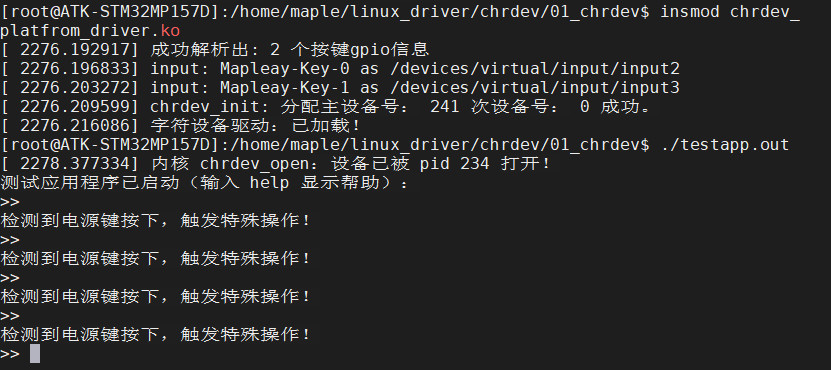 [root@ATK-STM32MP157D]:/home/maple/linux_driver/chrdev/01_chrdev$ insmod chrdev_
platfrom_driver.ko
[ 2276.192917] 成功解析出: 2 个按键gpio信息
[ 2276.196833] input: Mapleay-Key-0 as /devices/virtual/input/input2
[ 2276.203272] input: Mapleay-Key-1 as /devices/virtual/input/input3
[ 2276.209599] chrdev_init: 分配主设备号： 241 次设备号： 0 成功。
[ 2276.216086] 字符设备驱动：已加载！
[root@ATK-STM32MP157D]:/home/maple/linux_driver/chrdev/01_chrdev$ ./testapp.out
[ 2278.377334] 内核 chrdev_open：设备已被 pid 234 打开！
测试应用程序已启动（输入 help 显示帮助）：
>>
检测到电源键按下，触发特殊操作！
>>
检测到电源键按下，触发特殊操作！
>>
检测到电源键按下，触发特殊操作！
>>
检测到电源键按下，触发特殊操作！
>>